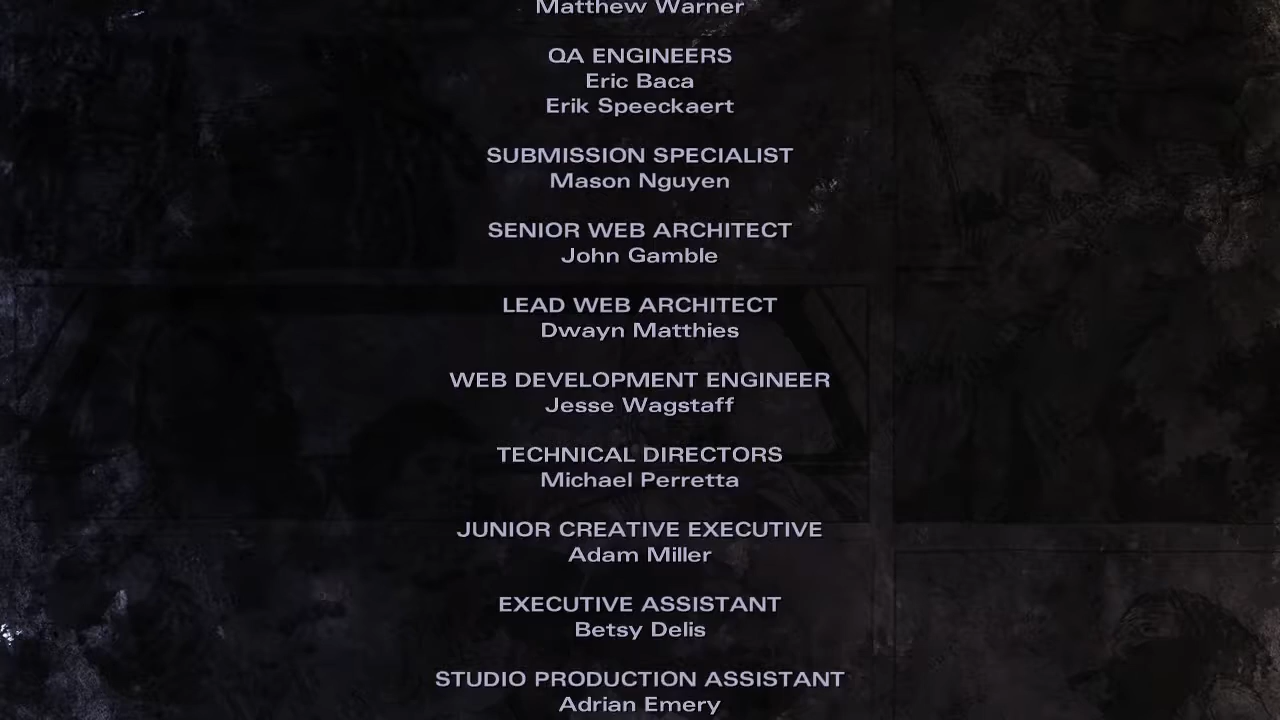 Matthew Warner
QA ENGINEERS
Eric Baca
Erik Speeckaert
SUBMISSION SPECIALIST
Mason Nguyen
SENIOR WEB ARCHITECT
John Gamble
LEAD WEB ARCHITECT
Dwayn Matthies
WEB DEVELOPMENT ENGINEER
Jesse Wagstaff
TECHNICAL DIRECTORS
Michael Perretta
JUNIOR CREATIVE EXECUTIVE
Adam Miller
EXECUTIVE ASSISTANT
Betsy Delis
STUDIO PRODUCTION ASSISTANT
Adrian Emery